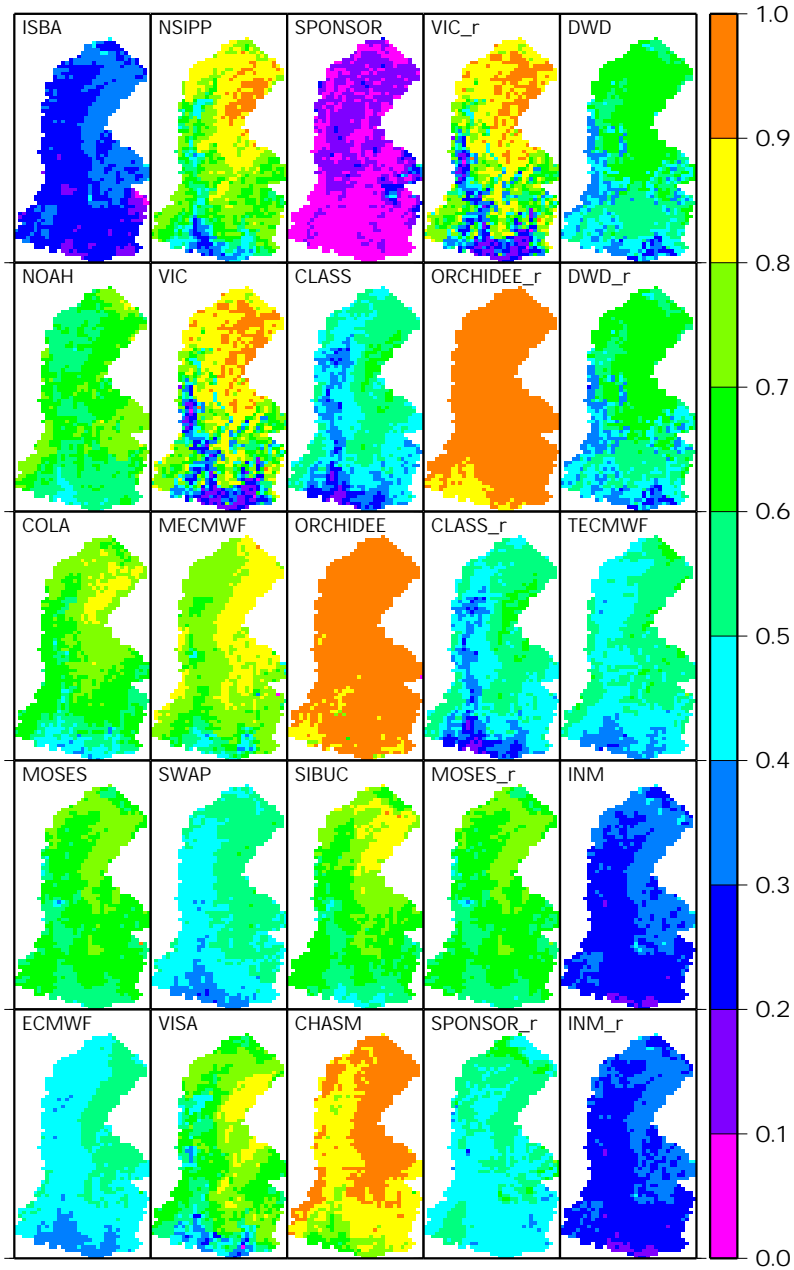 ISBA NSIPP SPONSOR VIC_r DWD 1.0
0.9
0.8
NOAH VIC CLASS ORCHIDEE_r DWD_r
0.7
0.6
COLA MECMWF ORCHIDEE CLASS_r TECMWF
0.5
0.4
MOSES SWAP SIBUC MOSES_r INM
0.3
0.2
ECMWF VISA CHASM SPONSOR_r INM_r
0.1
0.0